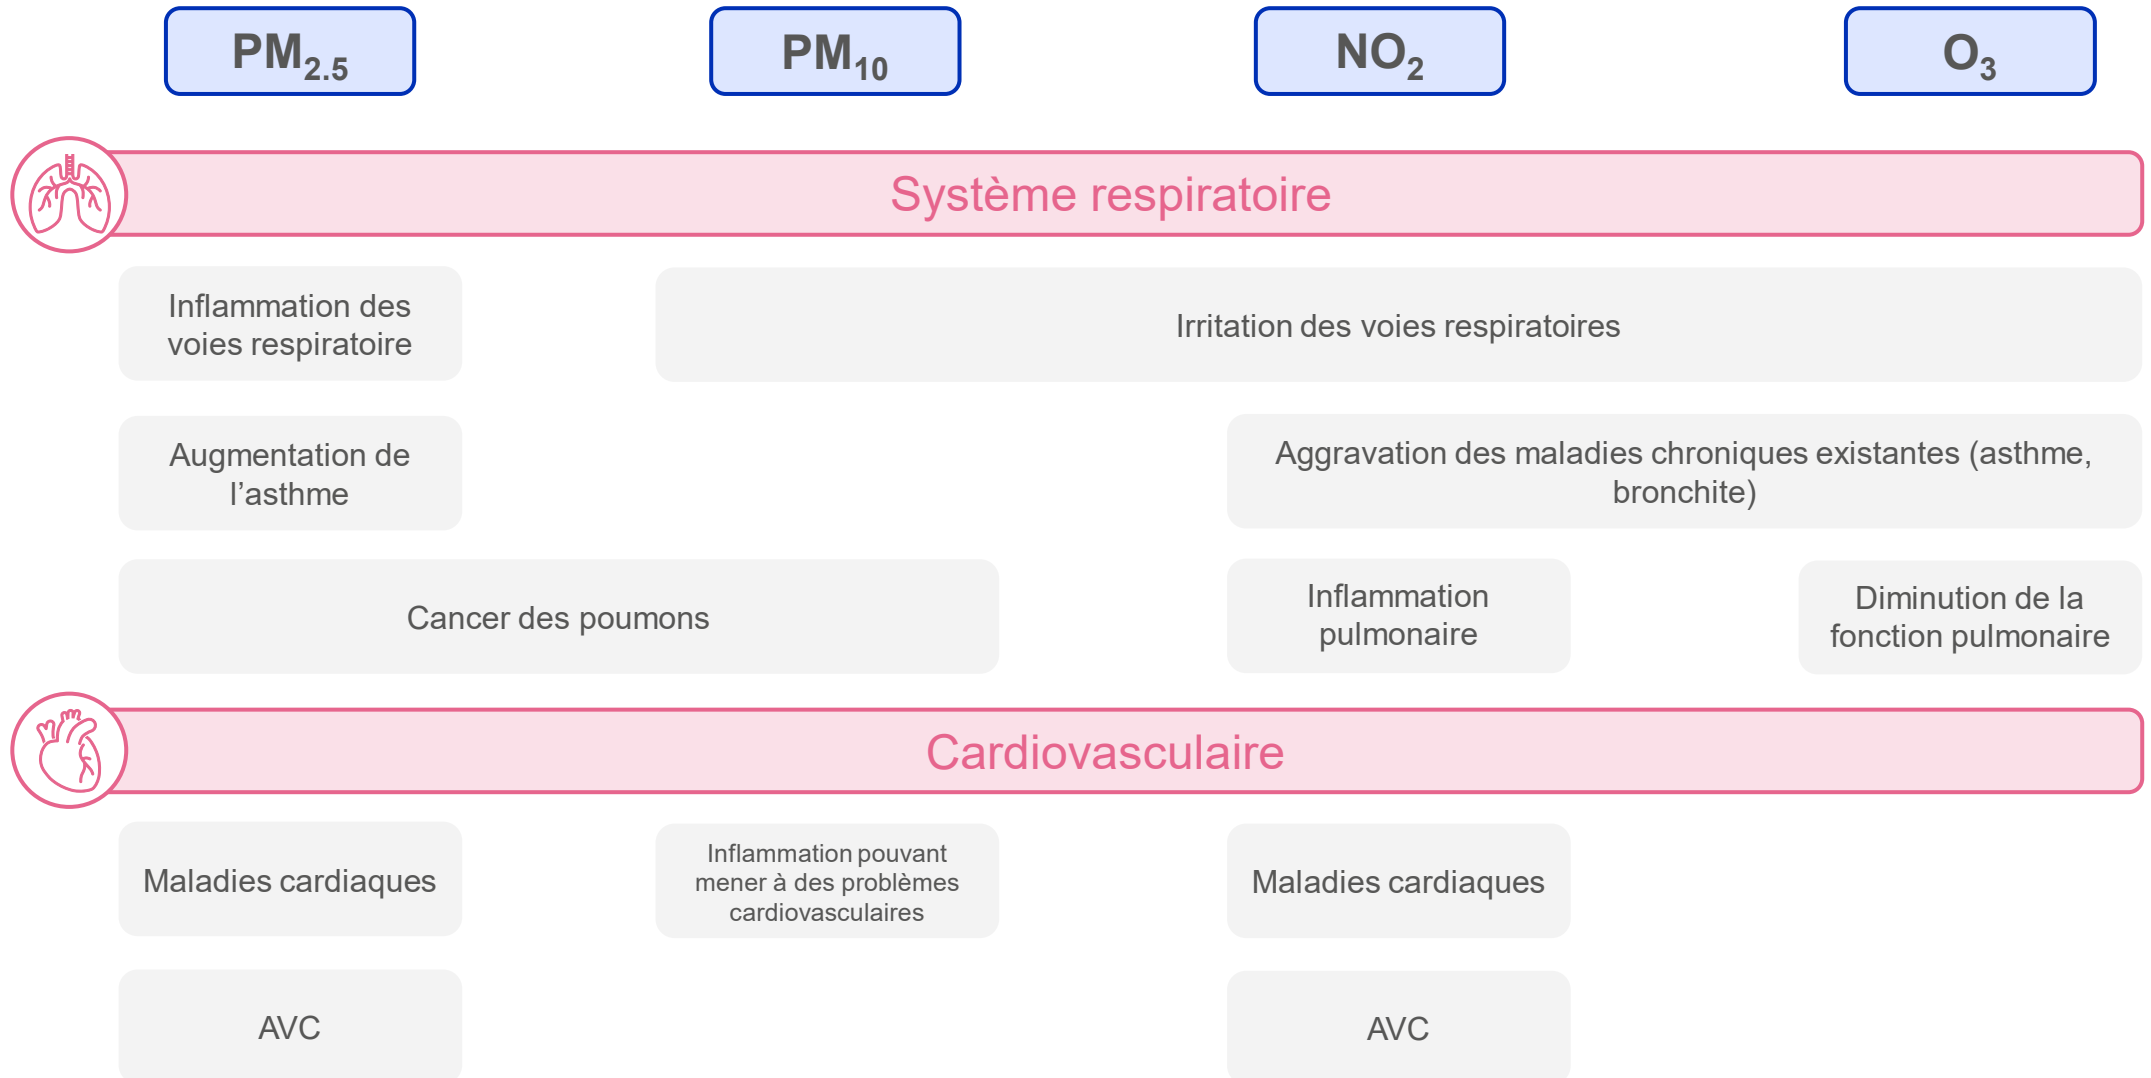 PM2.5
PM10
NO2
O3
Système respiratoire
Inflammation des
voies respiratoire
Irritation des voies respiratoires
Augmentation de
l’asthme
Aggravation des maladies chroniques existantes (asthme,
bronchite)
Cancer des poumons
Inflammation
pulmonaire
Diminution de la
fonction pulmonaire
Cardiovasculaire
Maladies cardiaques
Inflammation pouvant
mener à des problèmes
cardiovasculaires
Maladies cardiaques
AVC
AVC